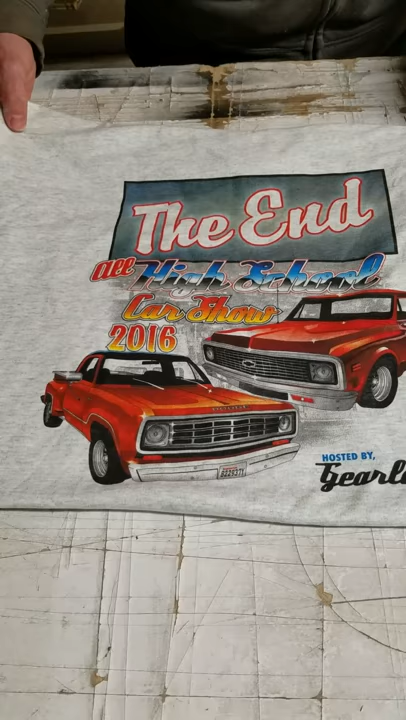 The End
All High School
Car Show
2016
HOSTED BY,